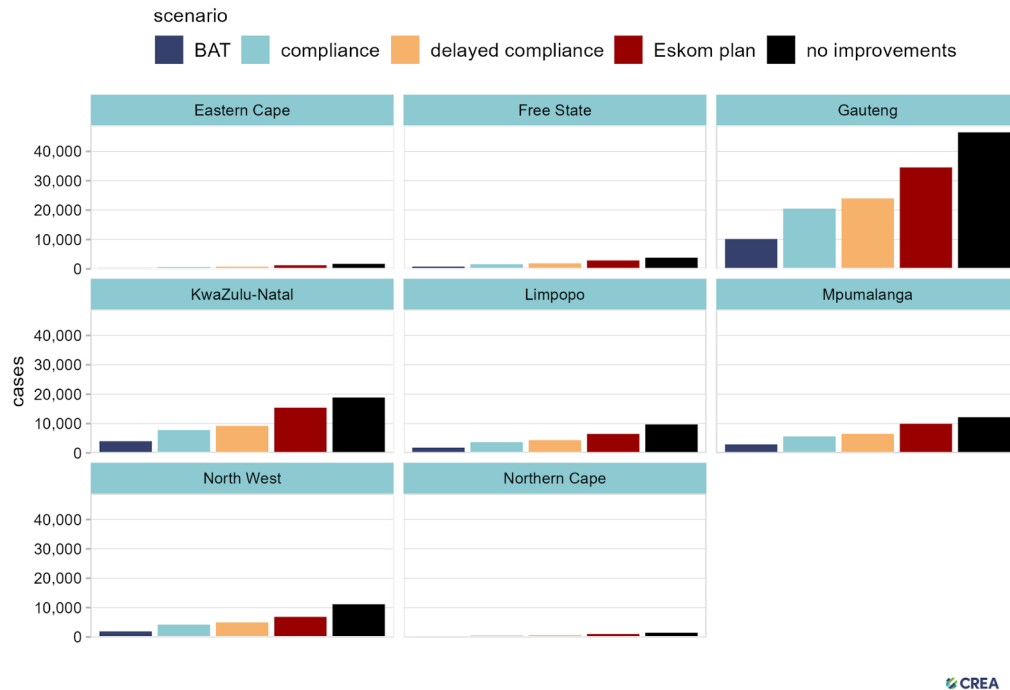 scenario
BAT compliance delayed compliance Eskom plan no improvements
Eastern Cape Free State Gauteng
40,000
30,000
20,000
10,000
0
KwaZulu-Natal Limpopo Mpumalanga
40,000
30,000
20,000
10,000
0
cases
North West Northern Cape
40,000
30,000
20,000
10,000
0
CREA